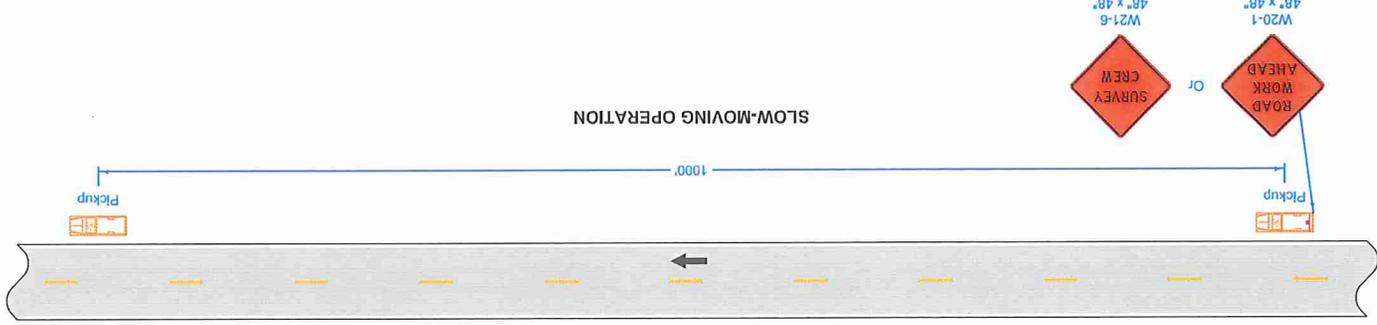 Pickup
Pickup
1000'
SLOW-MOVING OPERATION
ROAD
WORK
AHEAD
Or
SURVEY
CREW
W20-1
48" x 48"
W21-6
48" x 48"